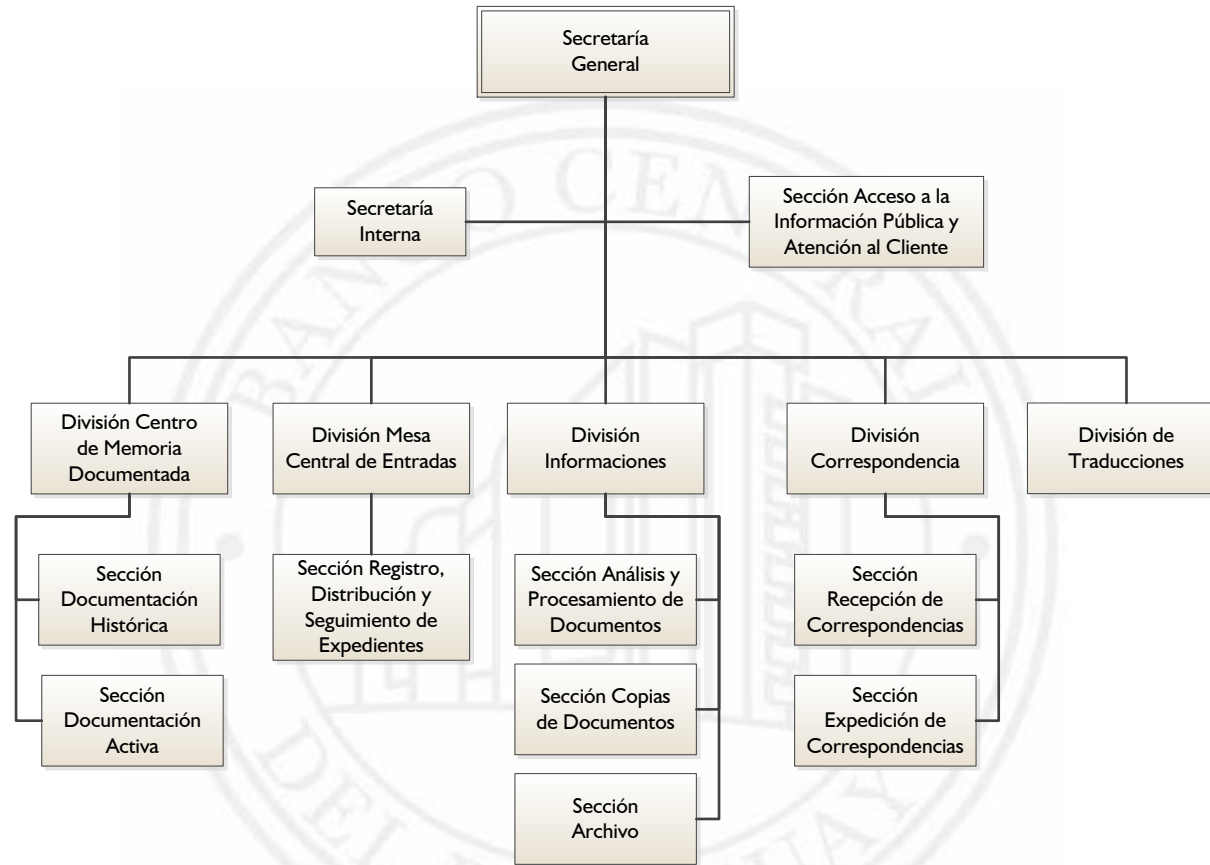 Secretaría
General
Secretaría
Interna
Sección Acceso a la
Información Pública y
Atención al Cliente
División Centro
de Memoria
Documentada
División Mesa
Central de Entradas
División
Informaciones
División
Correspondencia
División de
Traducciones
Sección
Documentación
Histórica
Sección Registro,
Distribución y
Seguimiento de
Expedientes
Sección Análisis y
Procesamiento de
Documentos
Sección
Recepción de
Correspondencias
Sección
Documentación
Activa
Sección Copias
de Documentos
Sección
Expedición de
Correspondencias
Sección
Archivo
BANCO CENTRAL
DEL